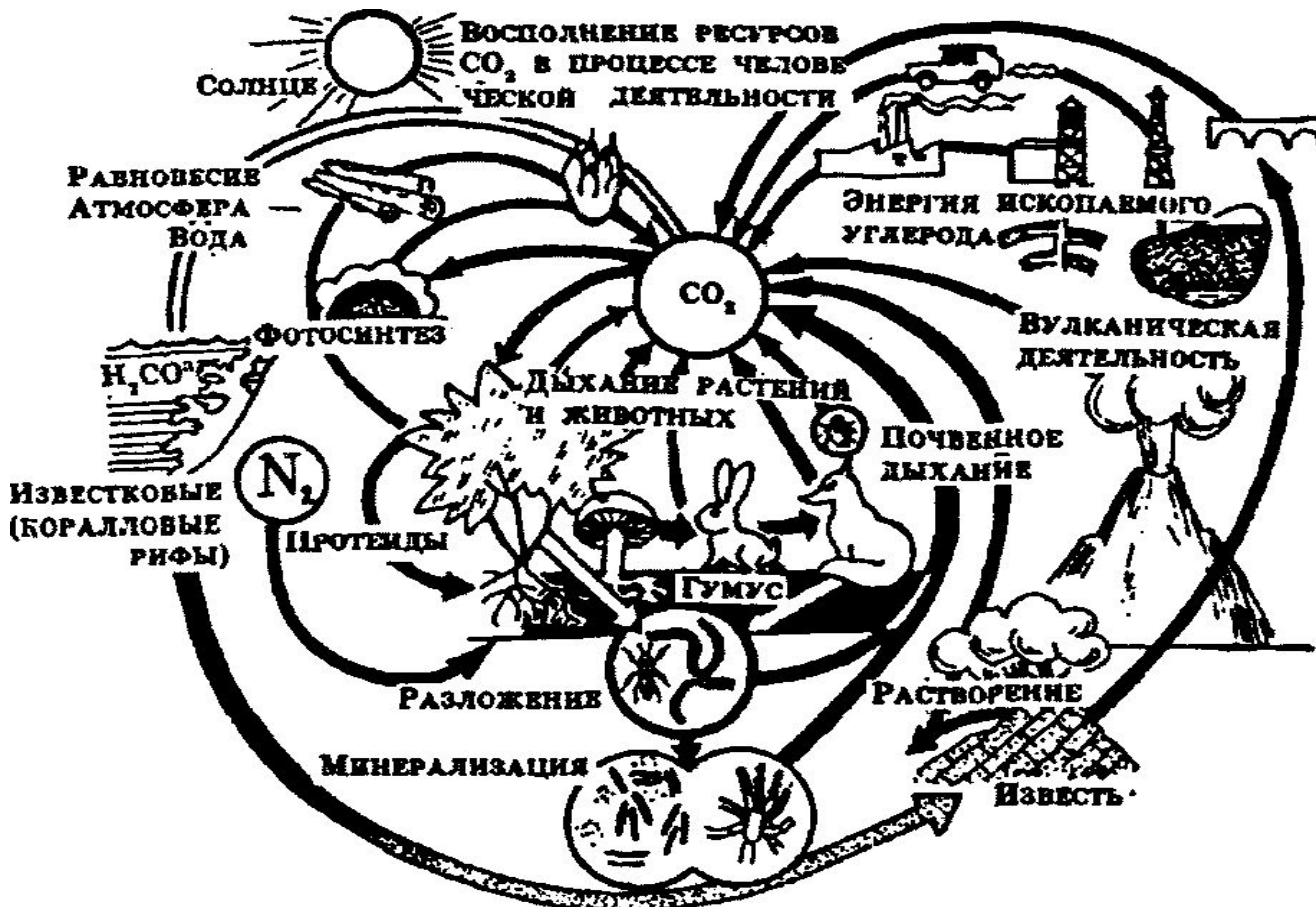 Солнце
Восполнение ресурсов
CO₂ в процессе челове
ческой деятельности
Равновесие
Атмосфера —
Вода
Энергия ископаемого
углерода
CO₂
Фотосинтез
Вулканическая
деятельность
H₂CO³
Дыхание растений
и животных
Почвенное
дыхание
Известковые
(коралловые
рифы)
N₂
Протеиды
Гумус
Разложение
Растворение
Минерализация
Известь